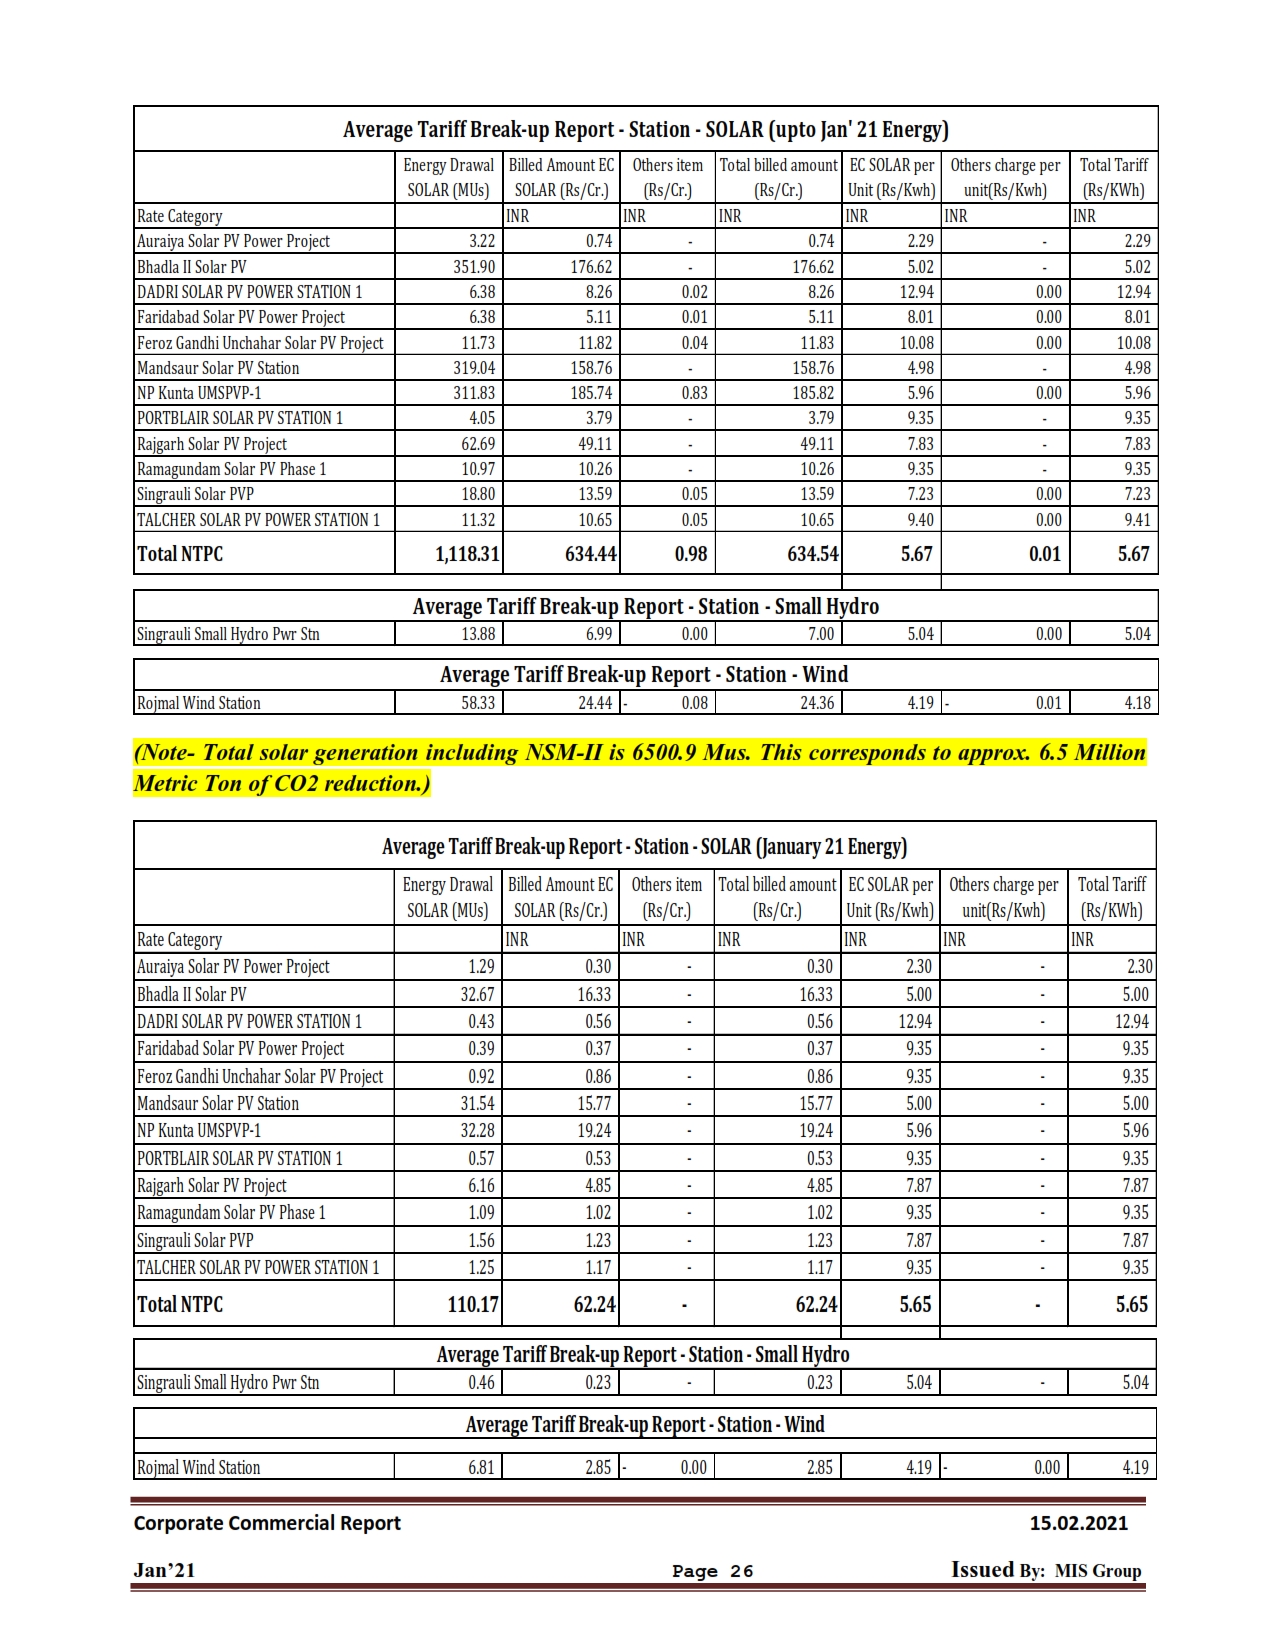 Average Tariff Break-up Report - Station - SOLAR (upto Jan' 21 Energy)
Energy Drawal SOLAR (MUs) Billed Amount EC SOLAR (Rs/Cr.) Others item (Rs/Cr.) Total billed amount (Rs/Cr.) EC SOLAR per Unit (Rs/Kwh) Others charge per unit(Rs/Kwh) Total Tariff (Rs/KWh)
Rate Category INR INR INR INR INR INR
Auraiya Solar PV Power Project 3.22 0.74 - 0.74 2.29 - 2.29
Bhadla II Solar PV 351.90 176.62 - 176.62 5.02 - 5.02
DADRI SOLAR PV POWER STATION 1 6.38 8.26 0.02 8.26 12.94 0.00 12.94
Faridabad Solar PV Power Project 6.38 5.11 0.01 5.11 8.01 0.00 8.01
Feroz Gandhi Unchahar Solar PV Project 11.73 11.82 0.04 11.83 10.08 0.00 10.08
Mandsaur Solar PV Station 319.04 158.76 - 158.76 4.98 - 4.98
NP Kunta UMSPVP-1 311.83 185.74 0.83 185.82 5.96 0.00 5.96
PORTBLAIR SOLAR PV STATION 1 4.05 3.79 - 3.79 9.35 - 9.35
Rajgarh Solar PV Project 62.69 49.11 - 49.11 7.83 - 7.83
Ramagundam Solar PV Phase 1 10.97 10.26 - 10.26 9.35 - 9.35
Singrauli Solar PVP 18.80 13.59 0.05 13.59 7.23 0.00 7.23
TALCHER SOLAR PV POWER STATION 1 11.32 10.65 0.05 10.65 9.40 0.00 9.41
Total NTPC 1,118.31 634.44 0.98 634.54 5.67 0.01 5.67
Average Tariff Break-up Report - Station - Small Hydro
Singrauli Small Hydro Pwr Stn 13.88 6.99 0.00 7.00 5.04 0.00 5.04
Average Tariff Break-up Report - Station - Wind
Rojmal Wind Station 58.33 24.44 - 0.08 24.36 4.19 - 0.01 4.18
(Note- Total solar generation including NSM-II is 6500.9 Mus. This corresponds to approx. 6.5 Million
Metric Ton of CO2 reduction.)
Average Tariff Break-up Report - Station - SOLAR (January 21 Energy)
Energy Drawal SOLAR (MUs) Billed Amount EC SOLAR (Rs/Cr.) Others item (Rs/Cr.) Total billed amount (Rs/Cr.) EC SOLAR per Unit (Rs/Kwh) Others charge per unit(Rs/Kwh) Total Tariff (Rs/KWh)
Rate Category INR INR INR INR INR INR
Auraiya Solar PV Power Project 1.29 0.30 - 0.30 2.30 - 2.30
Bhadla II Solar PV 32.67 16.33 - 16.33 5.00 - 5.00
DADRI SOLAR PV POWER STATION 1 0.43 0.56 - 0.56 12.94 - 12.94
Faridabad Solar PV Power Project 0.39 0.37 - 0.37 9.35 - 9.35
Feroz Gandhi Unchahar Solar PV Project 0.92 0.86 - 0.86 9.35 - 9.35
Mandsaur Solar PV Station 31.54 15.77 - 15.77 5.00 - 5.00
NP Kunta UMSPVP-1 32.28 19.24 - 19.24 5.96 - 5.96
PORTBLAIR SOLAR PV STATION 1 0.57 0.53 - 0.53 9.35 - 9.35
Rajgarh Solar PV Project 6.16 4.85 - 4.85 7.87 - 7.87
Ramagundam Solar PV Phase 1 1.09 1.02 - 1.02 9.35 - 9.35
Singrauli Solar PVP 1.56 1.23 - 1.23 7.87 - 7.87
TALCHER SOLAR PV POWER STATION 1 1.25 1.17 - 1.17 9.35 - 9.35
Total NTPC 110.17 62.24 - 62.24 5.65 - 5.65
Average Tariff Break-up Report - Station - Small Hydro
Singrauli Small Hydro Pwr Stn 0.46 0.23 - 0.23 5.04 - 5.04
Average Tariff Break-up Report - Station - Wind
Rojmal Wind Station 6.81 2.85 - 0.00 2.85 4.19 - 0.00 4.19
Corporate Commercial Report 15.02.2021
Jan’21 Page 26 Issued By: MIS Group